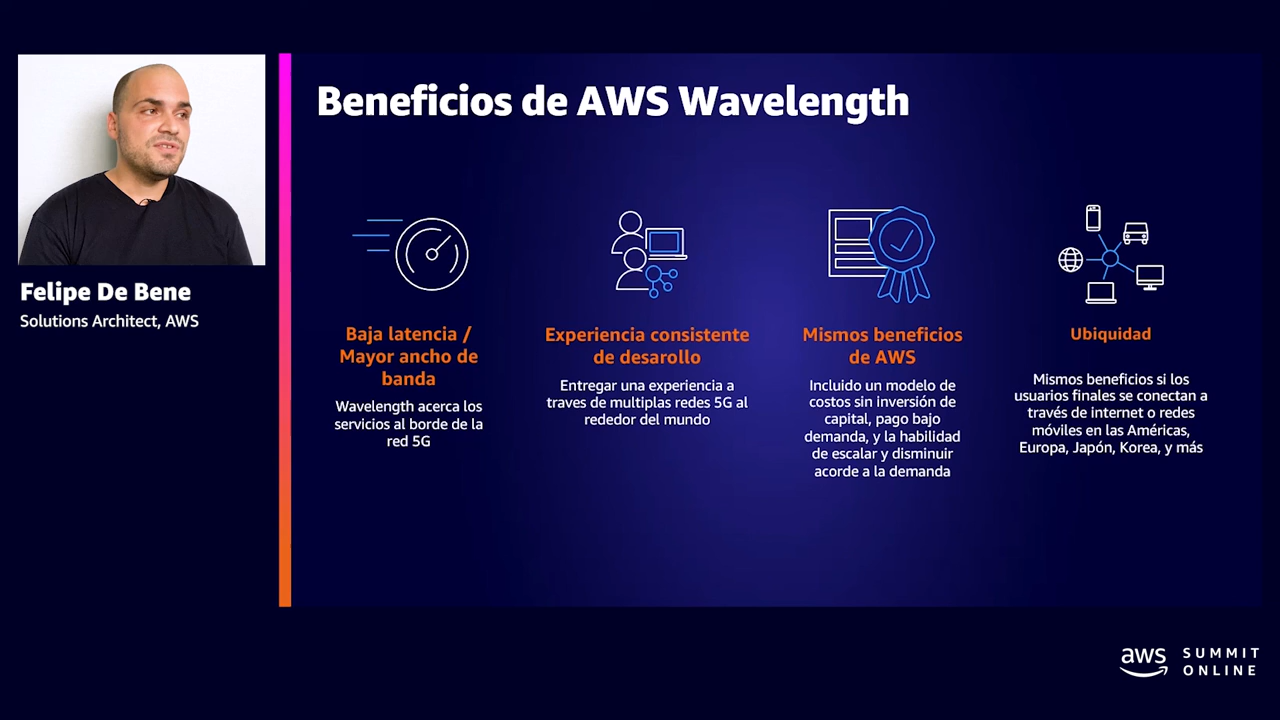 Beneficios de AWS Wavelength
Felipe De Bene
Solutions Architect, AWS
Baja latencia /
Mayor ancho de
banda
Wavelength acerca los
servicios al borde de la
red 5G
Experiencia consistente
de desarollo
Entregar una experiencia a
traves de multiplas redes 5G al
rededor del mundo
Mismos beneficios
de AWS
Incluido un modelo de
costos sin inversión de
capital, pago bajo
demanda, y la habilidad
de escalar y disminuir
acorde a la demanda
Ubiquidad
Mismos beneficios si los
usuarios finales se conectan a
través de internet o redes
móviles en las Américas,
Europa, Japón, Korea, y más
aws
SUMMIT
ONLINE